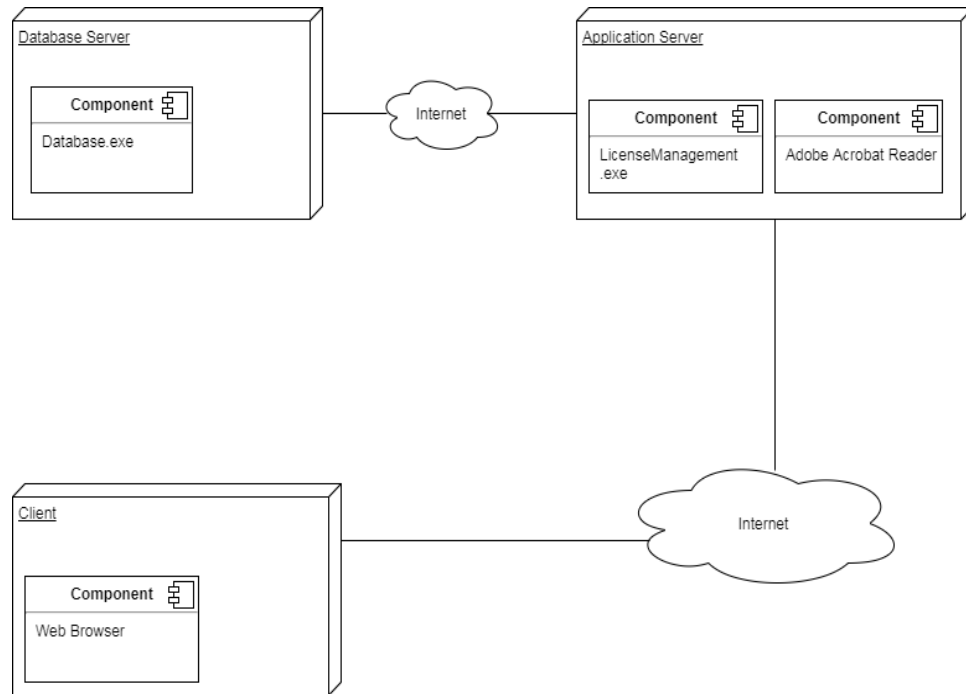 Database Server
Component
Database.exe
Internet
Application Server
Component
LicenseManagement
.exe
Component
Adobe Acrobat Reader
Client
Component
Web Browser
Internet